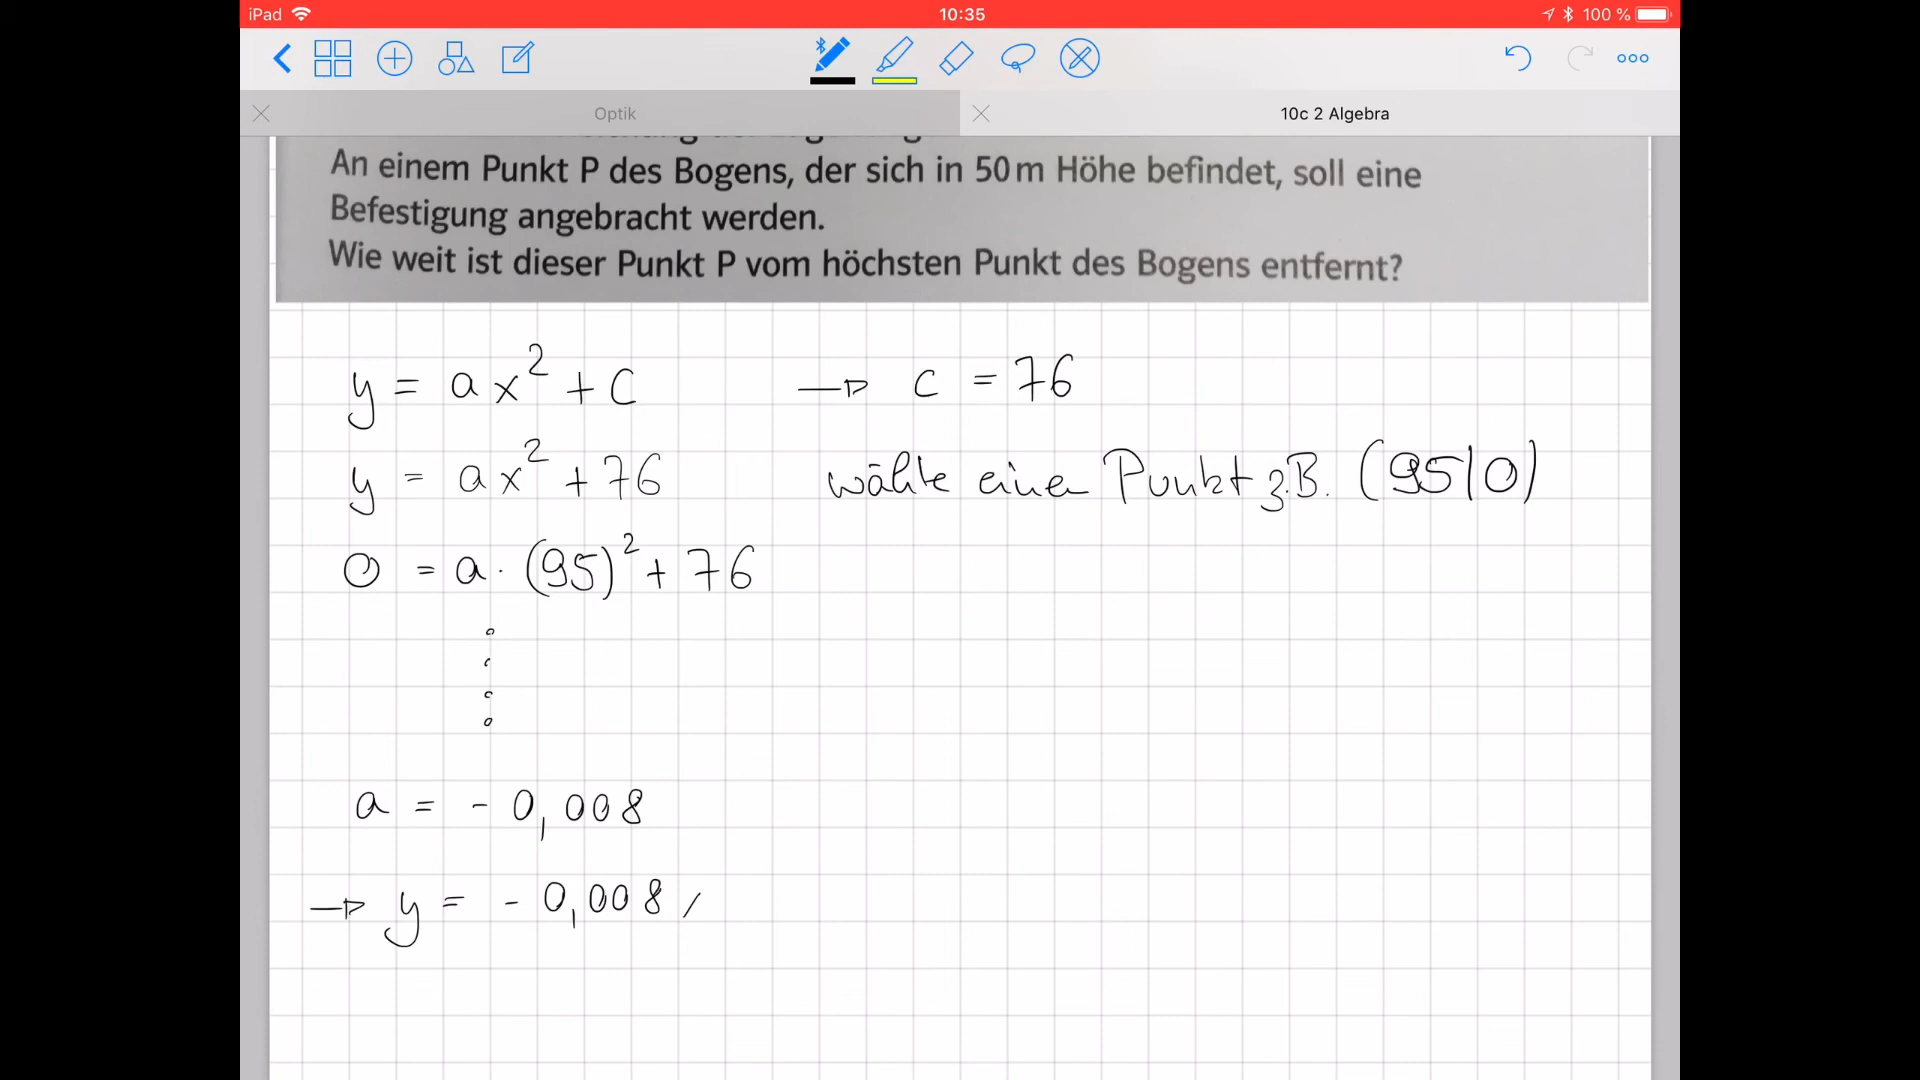 iPad 10:35 100 %
Optik 10c 2 Algebra
An einem Punkt P des Bogens, der sich in 50 m Höhe befindet, soll eine
Befestigung angebracht werden.
Wie weit ist dieser Punkt P vom höchsten Punkt des Bogens entfernt?
y = ax² + c → c = 76
y = ax² + 76 wähle einen Punkt z.B. (95|0)
0 = a · (95)² + 76
a = - 0,008
→ y = - 0,008